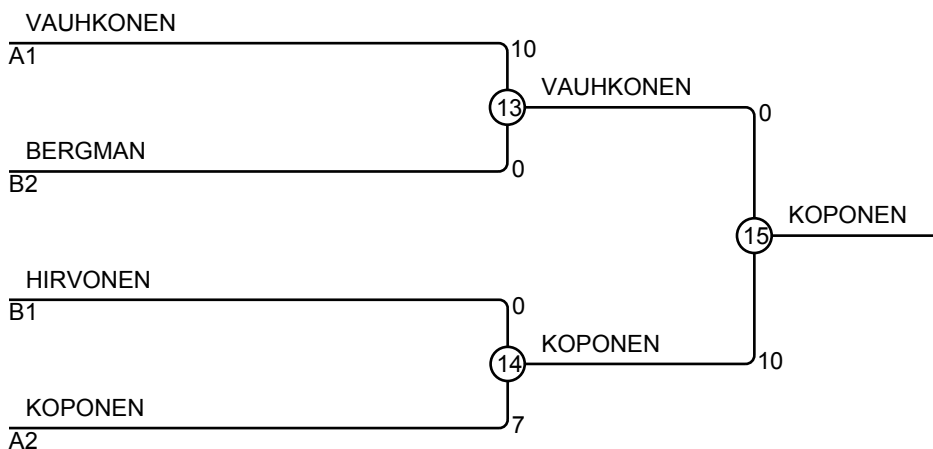 VAUHKONEN
A1
10
13
VAUHKONEN
0
BERGMAN
B2
0
15
KOPONEN
HIRVONEN
B1
0
14
KOPONEN
10
KOPONEN
A2
7